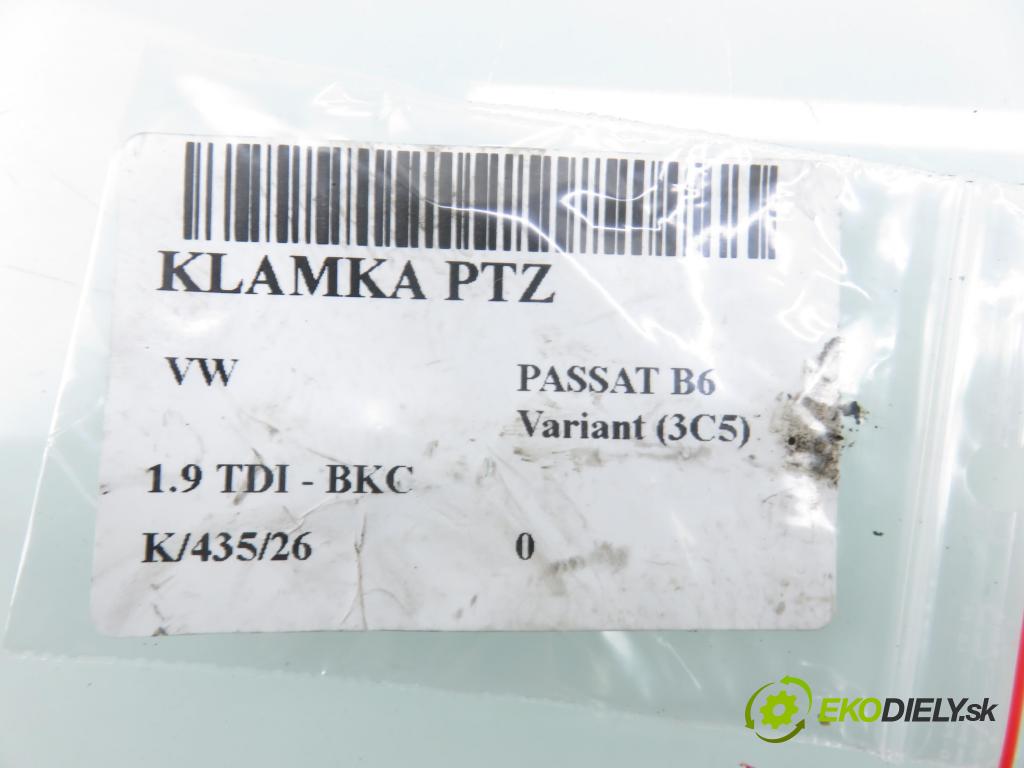 KLAMKA PTZ
VW
PASSAT B6
Variant (3C5)
1.9 TDI - BKC
K/435/26
0
EKODIELY.sk